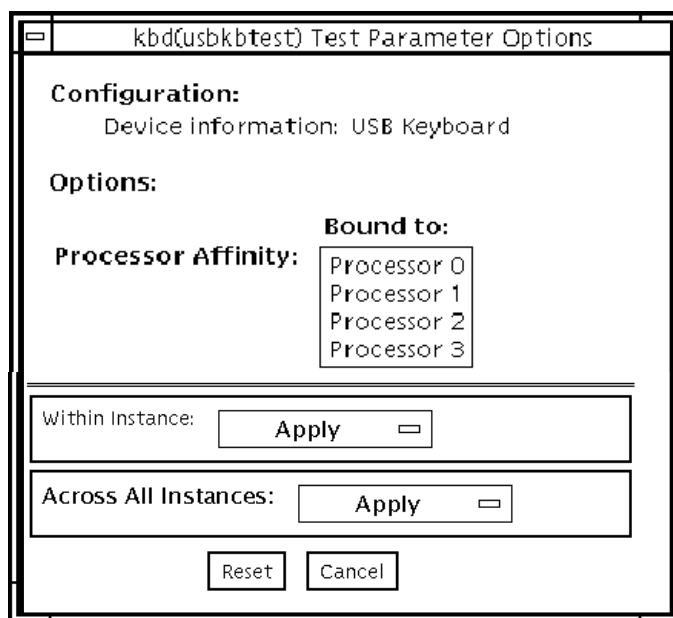 kbd(usbkbtest) Test Parameter Options
Configuration:
Device information: USB Keyboard
Options:
Bound to:
Processor Affinity:
Processor 0
Processor 1
Processor 2
Processor 3
Within Instance:
Apply
Across All Instances:
Apply
Reset
Cancel